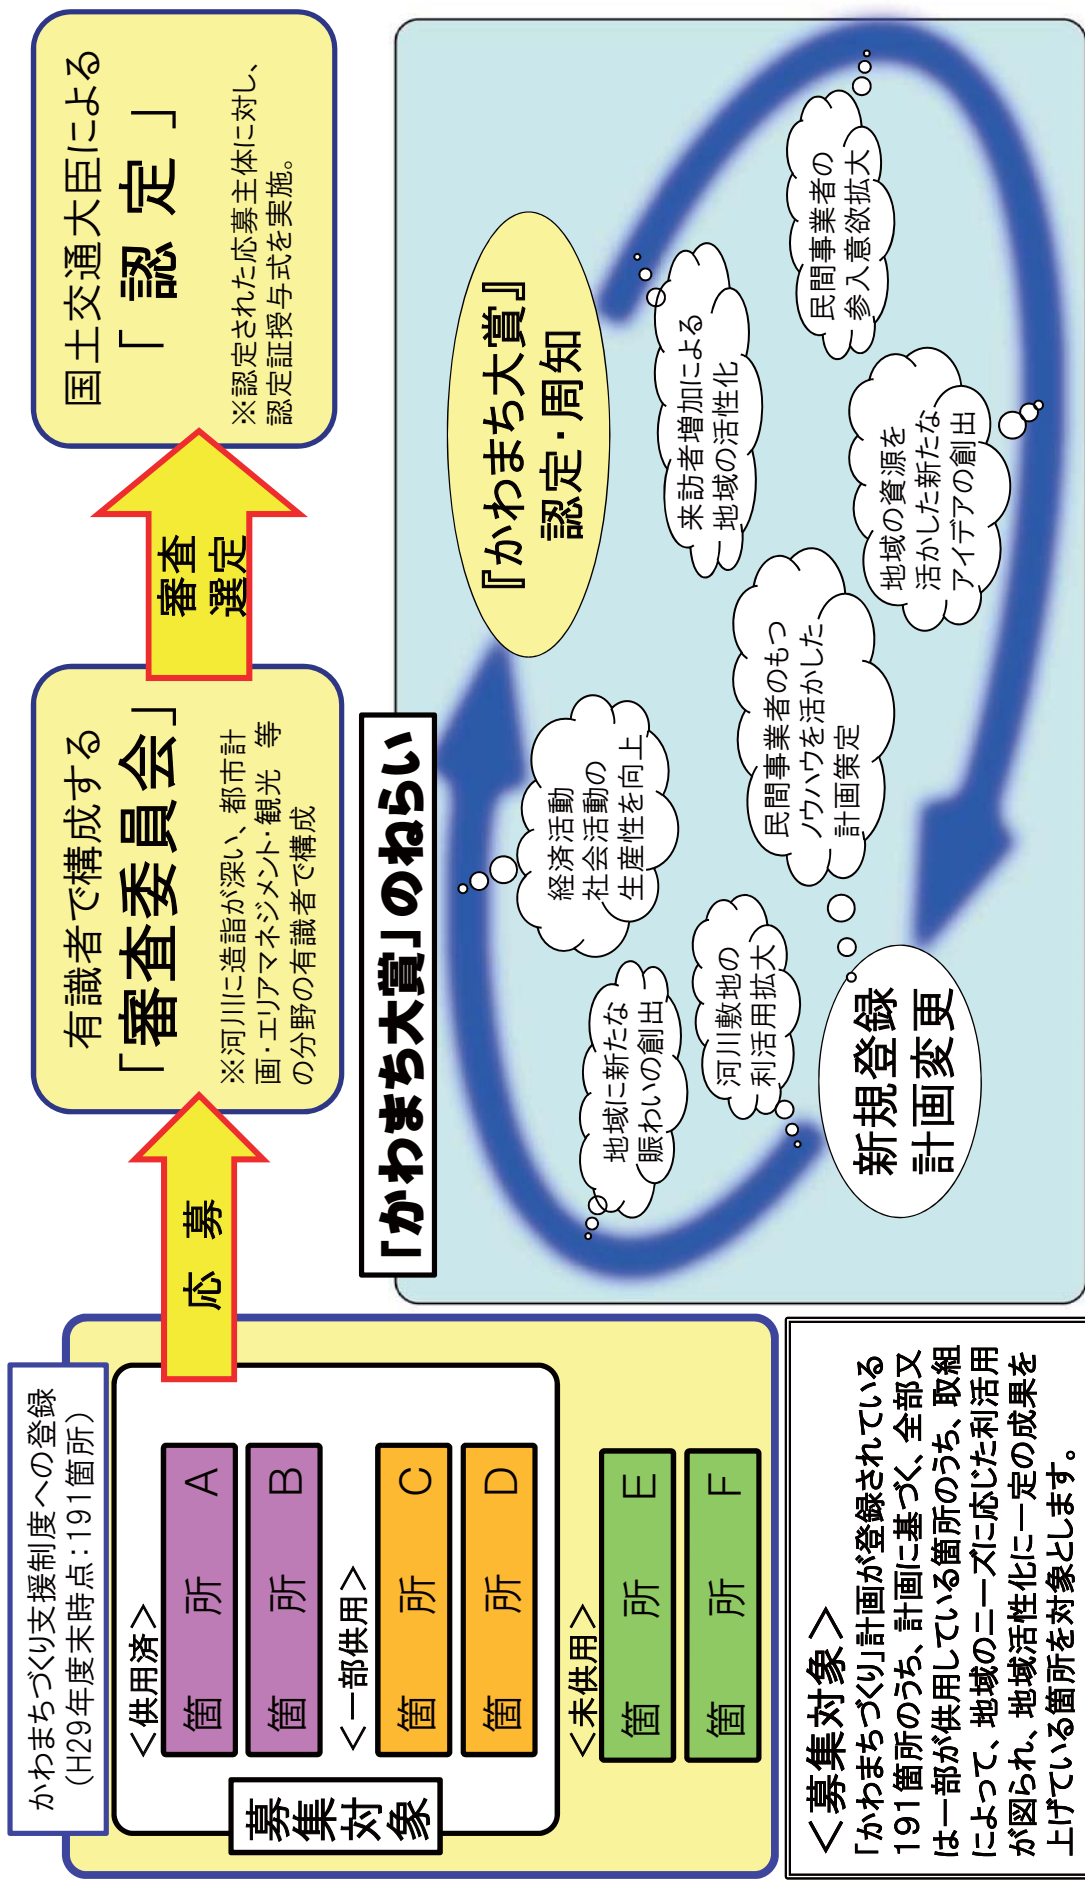 かわまちづくり支援制度への登録
（H29年度末時点：191箇所）
＜供用済＞
箇 所 A
箇 所 B
＜一部供用＞
箇 所 C
箇 所 D
＜未供用＞
箇 所 E
箇 所 F
募集
対象
応 募
有識者で構成する
「審査委員会」
※河川に造詣が深い、都市計
画・エリアマネジメント・観光 等
の分野の有識者で構成
審査
選定
国土交通大臣による
「 認 定 」
※認定された応募主体に対し、
認定証授与式を実施。
＜募集対象＞
「かわまちづくり」計画が登録されている
191箇所のうち、計画に基づく、全部又
は一部が供用している箇所のうち、取組
によって、地域のニーズに応じた利活用
が図られ、地域活性化に一定の成果を
上げている箇所を対象とします。
「かわまち大賞」のねらい
『かわまち大賞』
認定・周知
来訪者増加による
地域の活性化
民間事業者の
参入意欲拡大
地域の資源を
活かした新たな
アイデアの創出
民間事業者のもつ
ノウハウを活かした
計画策定
新規登録
計画変更
河川敷地の
利活用拡大
地域に新たな
賑わいの創出
経済活動
社会活動の
生産性を向上